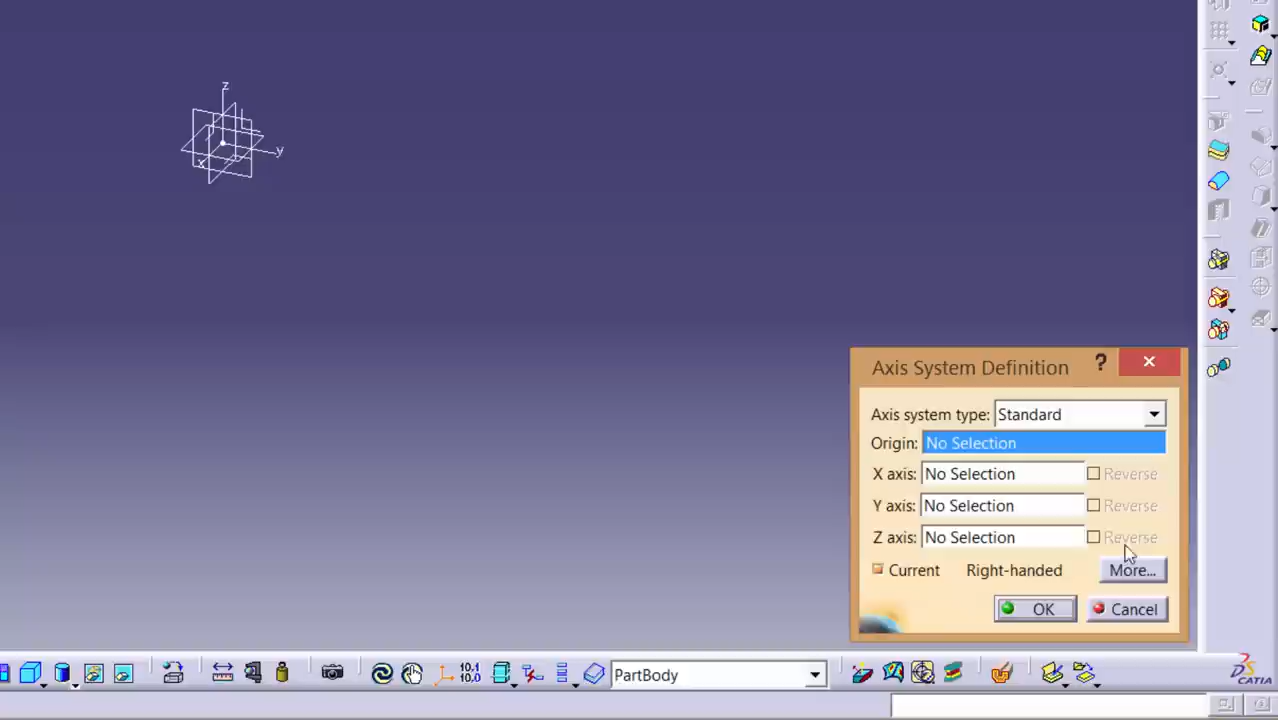 z
y
x
Axis System Definition ?
Axis system type: Standard
Origin: No Selection
X axis: No Selection Reverse
Y axis: No Selection Reverse
Z axis: No Selection Reverse
Current Right-handed More...
OK Cancel
10.1
10.0
PartBody
CATIA